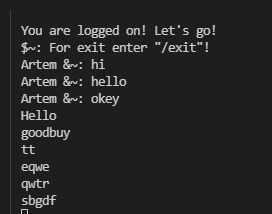 You are logged on! Let's go!
$~: For exit enter "/exit"!
Artem &~: hi
Artem &~: hello
Artem &~: okey
Hello
goodbuy
tt
eqwe
qwtr
sbgdf